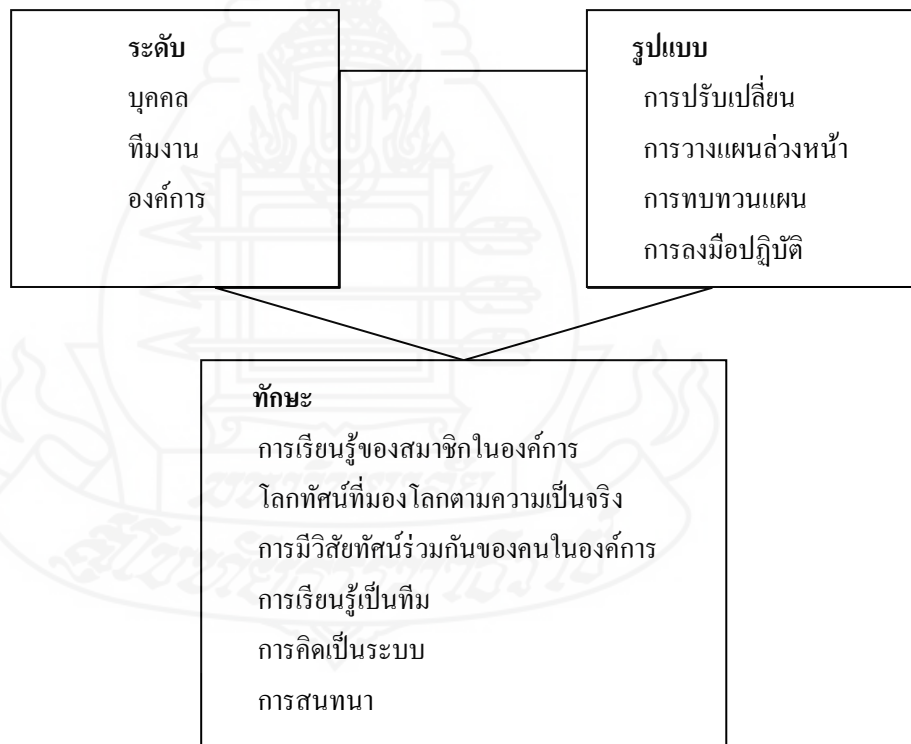 ระดับ
บุคคล
ทีมงาน
องค์การ
รูปแบบ
การปรับเปลี่ยน
การวางแผนล่วงหน้า
การทบทวนแผน
การลงมือปฏิบัติ
ทักษะ
การเรียนรู้ของสมาชิกในองค์การ
โลกทัศน์ที่มองโลกตามความเป็นจริง
การมีวิสัยทัศน์ร่วมกันของคนในองค์การ
การเรียนรู้เป็นทีม
การคิดเป็นระบบ
การสนทนา